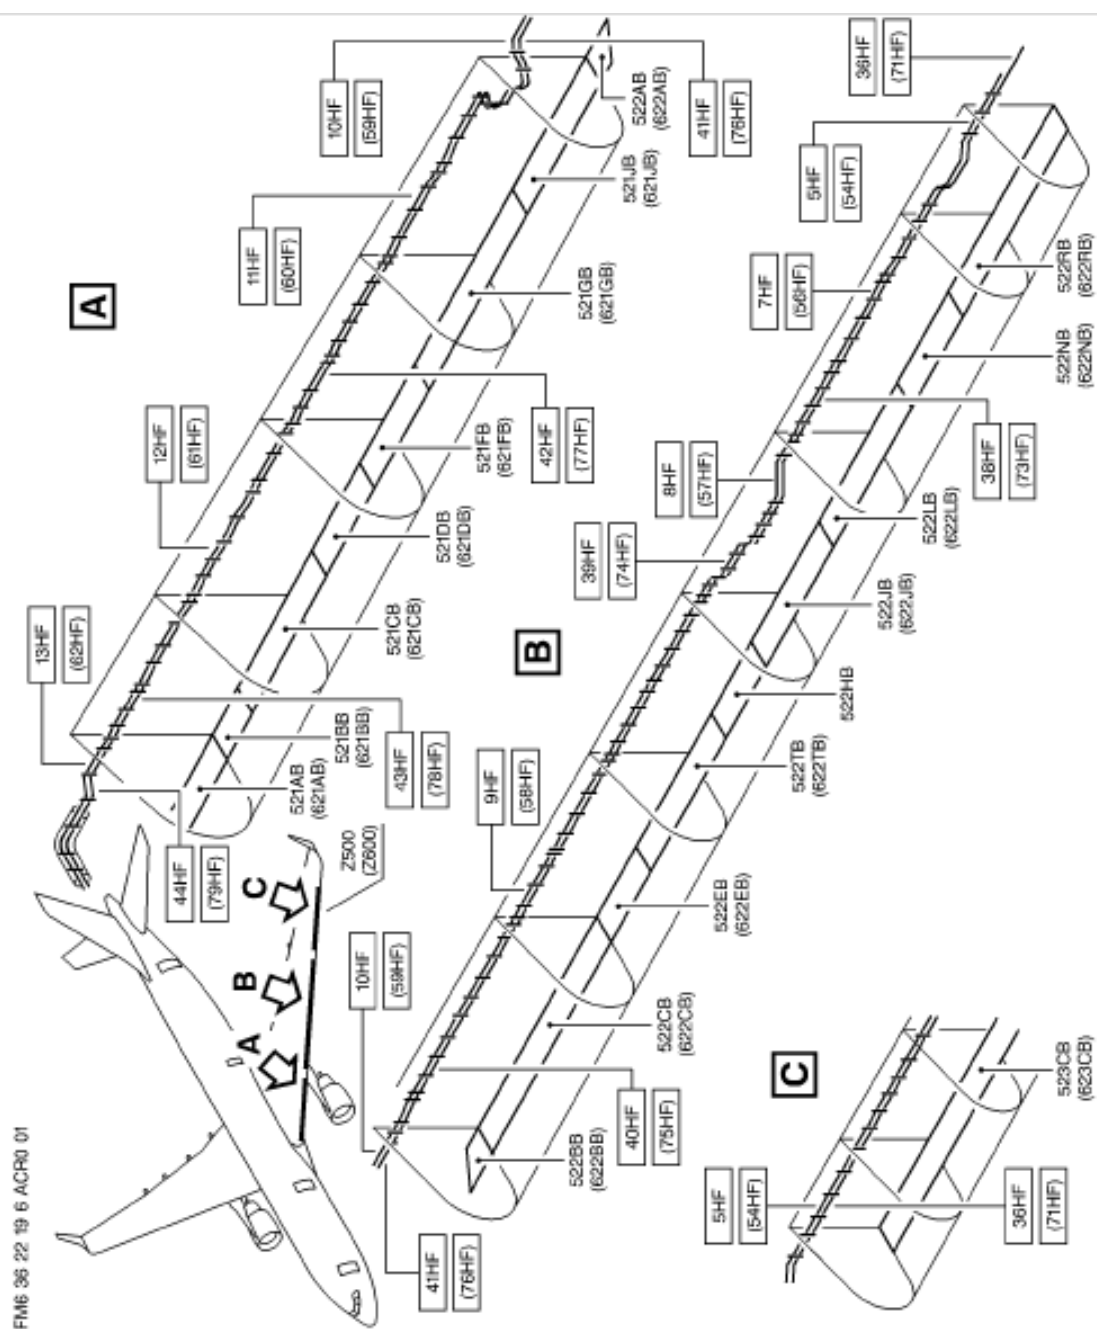 FM6 36 22 19 6 ACR0 01
A
B
C
Z500
(Z600)
A
13HF
(62HF)
12HF
(61HF)
11HF
(60HF)
10HF
(59HF)
44HF
(79HF)
43HF
(78HF)
42HF
(77HF)
41HF
(76HF)
521AB
(621AB)
521BB
(621BB)
521CB
(621CB)
521DB
(621DB)
521FB
(621FB)
521GB
(621GB)
521JB
(621JB)
522AB
(622AB)
B
10HF
(59HF)
9HF
(58HF)
39HF
(74HF)
8HF
(57HF)
7HF
(56HF)
5HF
(54HF)
36HF
(71HF)
41HF
(76HF)
40HF
(75HF)
38HF
(73HF)
522BB
(622BB)
522CB
(622CB)
522EB
(622EB)
522TB
(622TB)
522HB
522JB
(622JB)
522LB
(622LB)
522NB
(622NB)
522RB
(622RB)
C
5HF
(54HF)
36HF
(71HF)
523CB
(623CB)